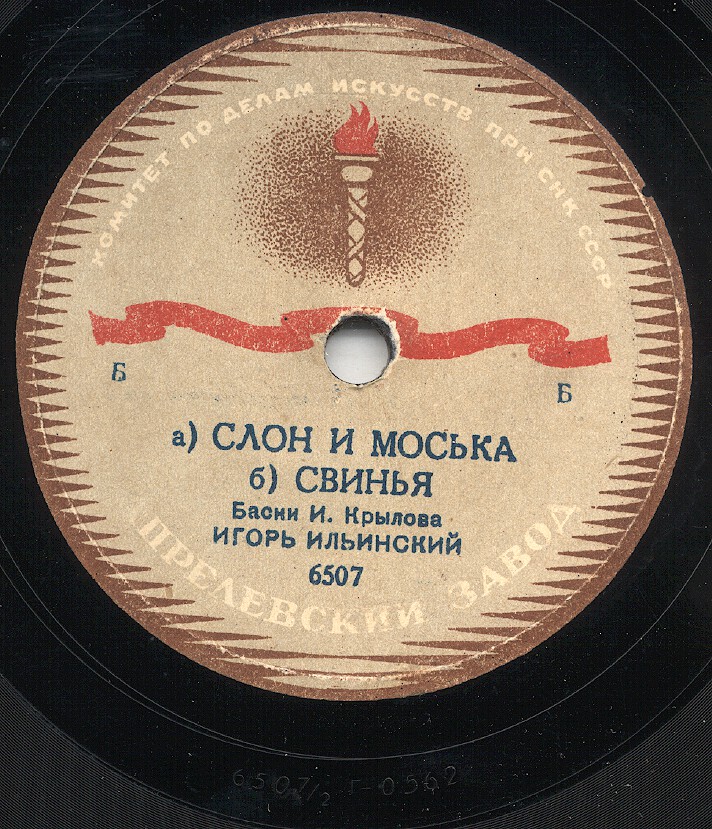 КОМИТЕТ ПО ДЕЛАМ ИСКУССТВ ПРИ СНК СССР
Б Б
а) СЛОН И МОСЬКА
б) СВИНЬЯ
Басни И. Крылова
ИГОРЬ ИЛЬИНСКИЙ
6507
АПРЕЛЕВСКИЙ ЗАВОД
6507/2 Г-0562